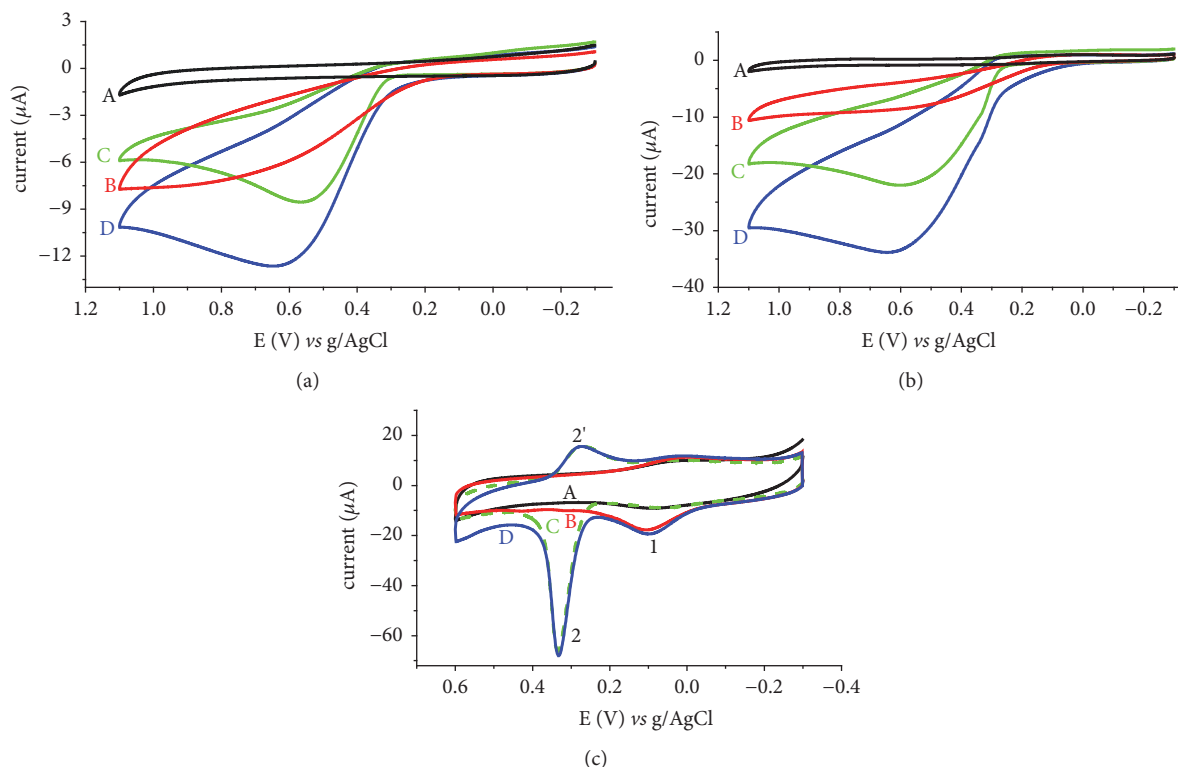 3
0
−3
−6
−9
−12
current (μA)
A
C
B
D
1.2 1.0 0.8 0.6 0.4 0.2 0.0 −0.2
E (V) vs g/AgCl
(a)
0
−10
−20
−30
−40
current (μA)
A
B
C
D
1.2 1.0 0.8 0.6 0.4 0.2 0.0 −0.2
E (V) vs g/AgCl
(b)
20
0
−20
−40
−60
current (μA)
2'
A
B
C
D
1
2
0.6 0.4 0.2 0.0 −0.2 −0.4
E (V) vs g/AgCl
(c)